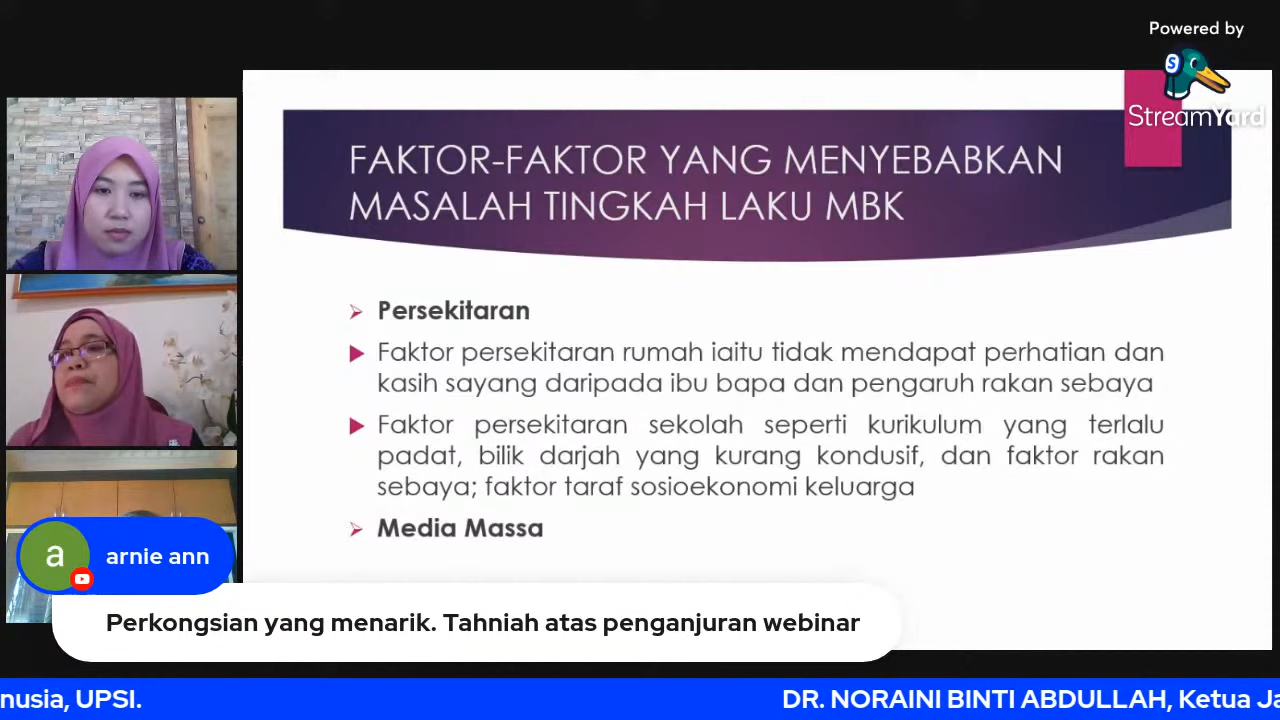 Powered by
StreamYard
FAKTOR-FAKTOR YANG MENYEBABKAN
MASALAH TINGKAH LAKU MBK
Persekitaran
Faktor persekitaran rumah iaitu tidak mendapat perhatian dan
kasih sayang daripada ibu bapa dan pengaruh rakan sebaya
Faktor persekitaran sekolah seperti kurikulum yang terlalu
padat, bilik darjah yang kurang kondusif, dan faktor rakan
sebaya; faktor taraf sosioekonomi keluarga
Media Massa
a
arnie ann
Perkongsian yang menarik. Tahniah atas penganjuran webinar
nusia, UPSI.
DR. NORAINI BINTI ABDULLAH, Ketua Ja